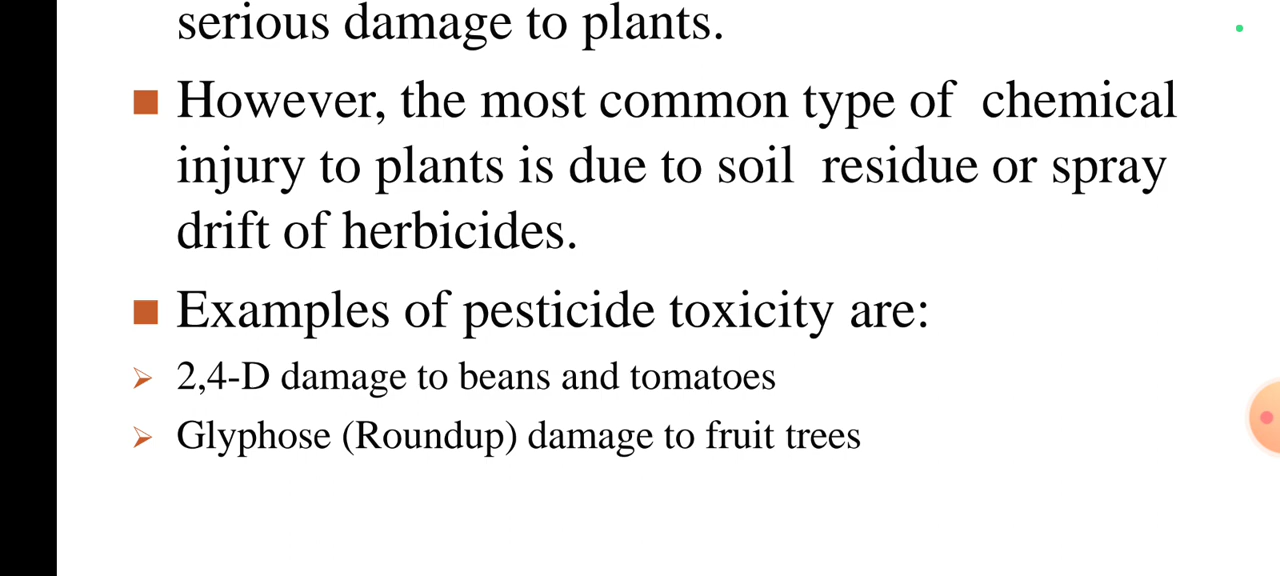 serious damage to plants.
However, the most common type of chemical
injury to plants is due to soil residue or spray
drift of herbicides.
Examples of pesticide toxicity are:
2,4-D damage to beans and tomatoes
Glyphose (Roundup) damage to fruit trees